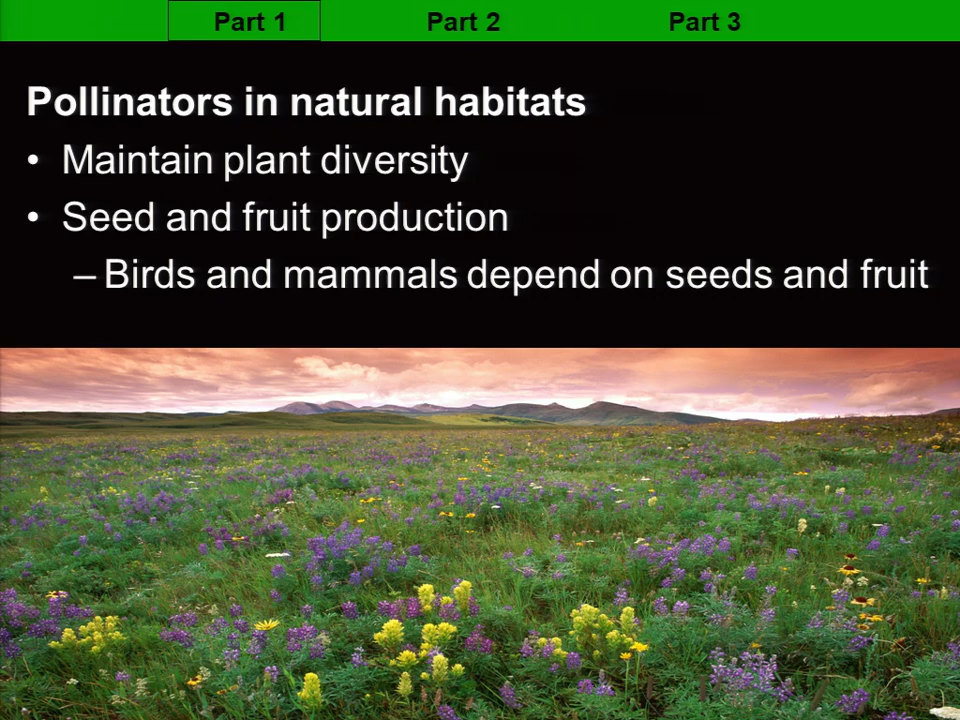 Part 1 Part 2 Part 3
Pollinators in natural habitats
• Maintain plant diversity
• Seed and fruit production
– Birds and mammals depend on seeds and fruit